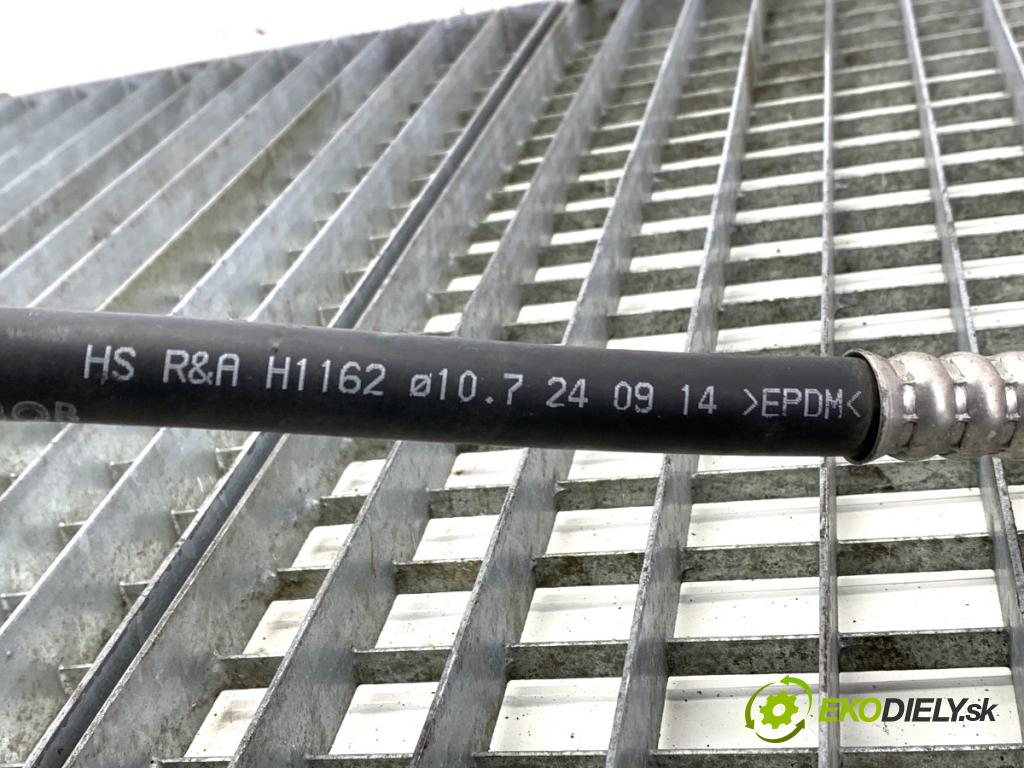 HS R&A H1162 ø10.7 24 09 14 >EPDM<
EKODIELY.sk